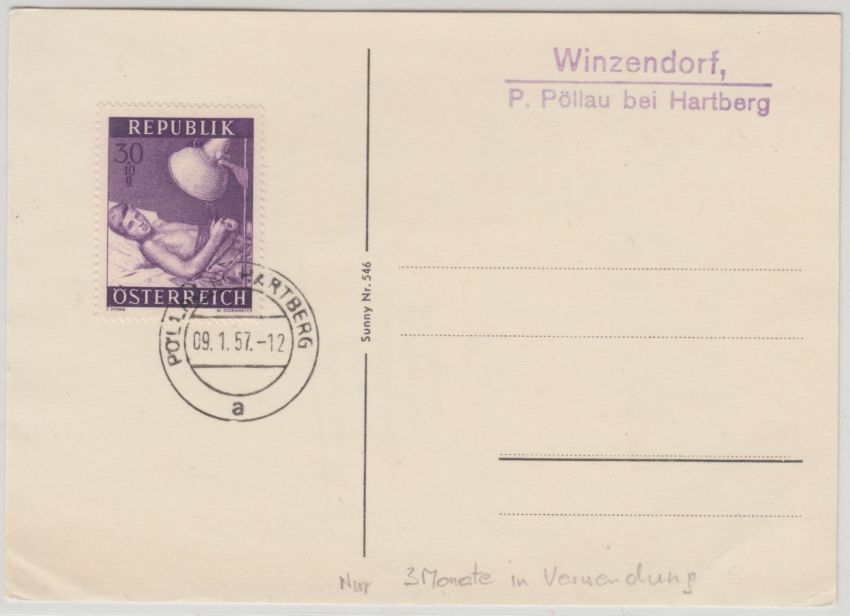 Winzendorf,
P. Pöllau bei Hartberg
REPUBLIK
30
+10
g
ÖSTERREICH
PÖLLAU B. HARTBERG
09. 1. 57.-12
a
Sunny Nr. 546
Nur 3 Monate in Verwendung